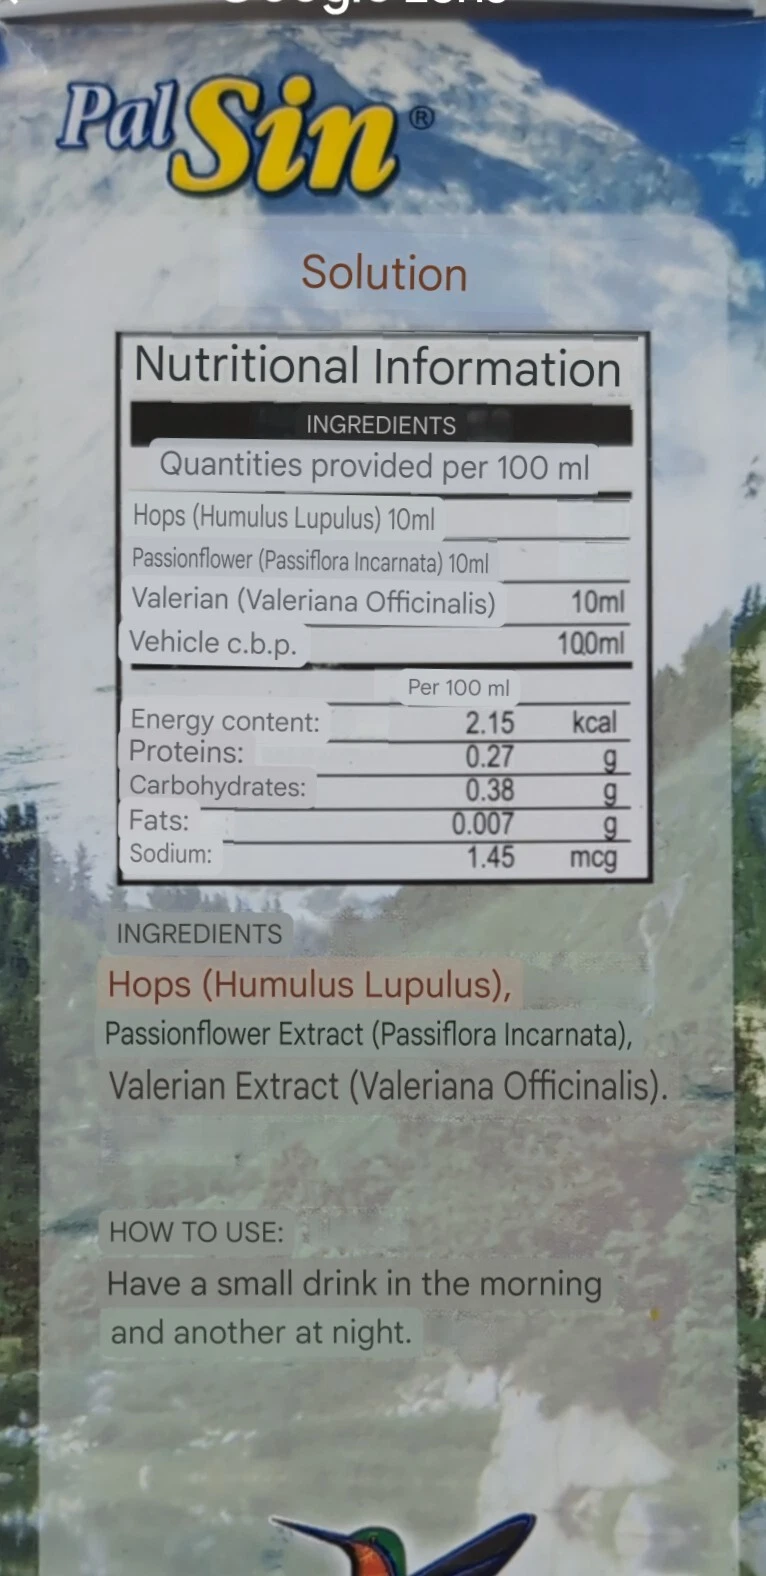 PalSin®
Solution
Nutritional Information
INGREDIENTS
Quantities provided per 100 ml
Hops (Humulus Lupulus) 10ml
Passionflower (Passiflora Incarnata) 10ml
Valerian (Valeriana Officinalis) 10ml
Vehicle c.b.p. 100ml
Per 100 ml
Energy content: 2.15 kcal
Proteins: 0.27 g
Carbohydrates: 0.38 g
Fats: 0.007 g
Sodium: 1.45 mcg
INGREDIENTS
Hops (Humulus Lupulus),
Passionflower Extract (Passiflora Incarnata),
Valerian Extract (Valeriana Officinalis).
HOW TO USE:
Have a small drink in the morning
and another at night.